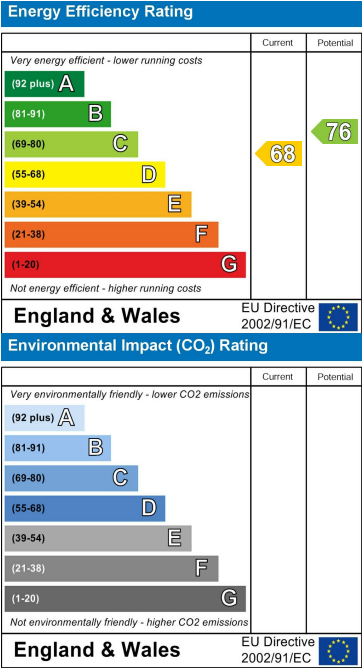 Energy Efficiency Rating
Current Potential
Very energy efficient - lower running costs
(92 plus) A
(81-91) B
(69-80) C
(55-68) D
(39-54) E
(21-38) F
(1-20) G
68
76
Not energy efficient - higher running costs
England & Wales
EU Directive
2002/91/EC
Environmental Impact (CO₂) Rating
Current Potential
Very environmentally friendly - lower CO2 emissions
(92 plus) A
(81-91) B
(69-80) C
(55-68) D
(39-54) E
(21-38) F
(1-20) G
Not environmentally friendly - higher CO2 emissions
England & Wales
EU Directive
2002/91/EC